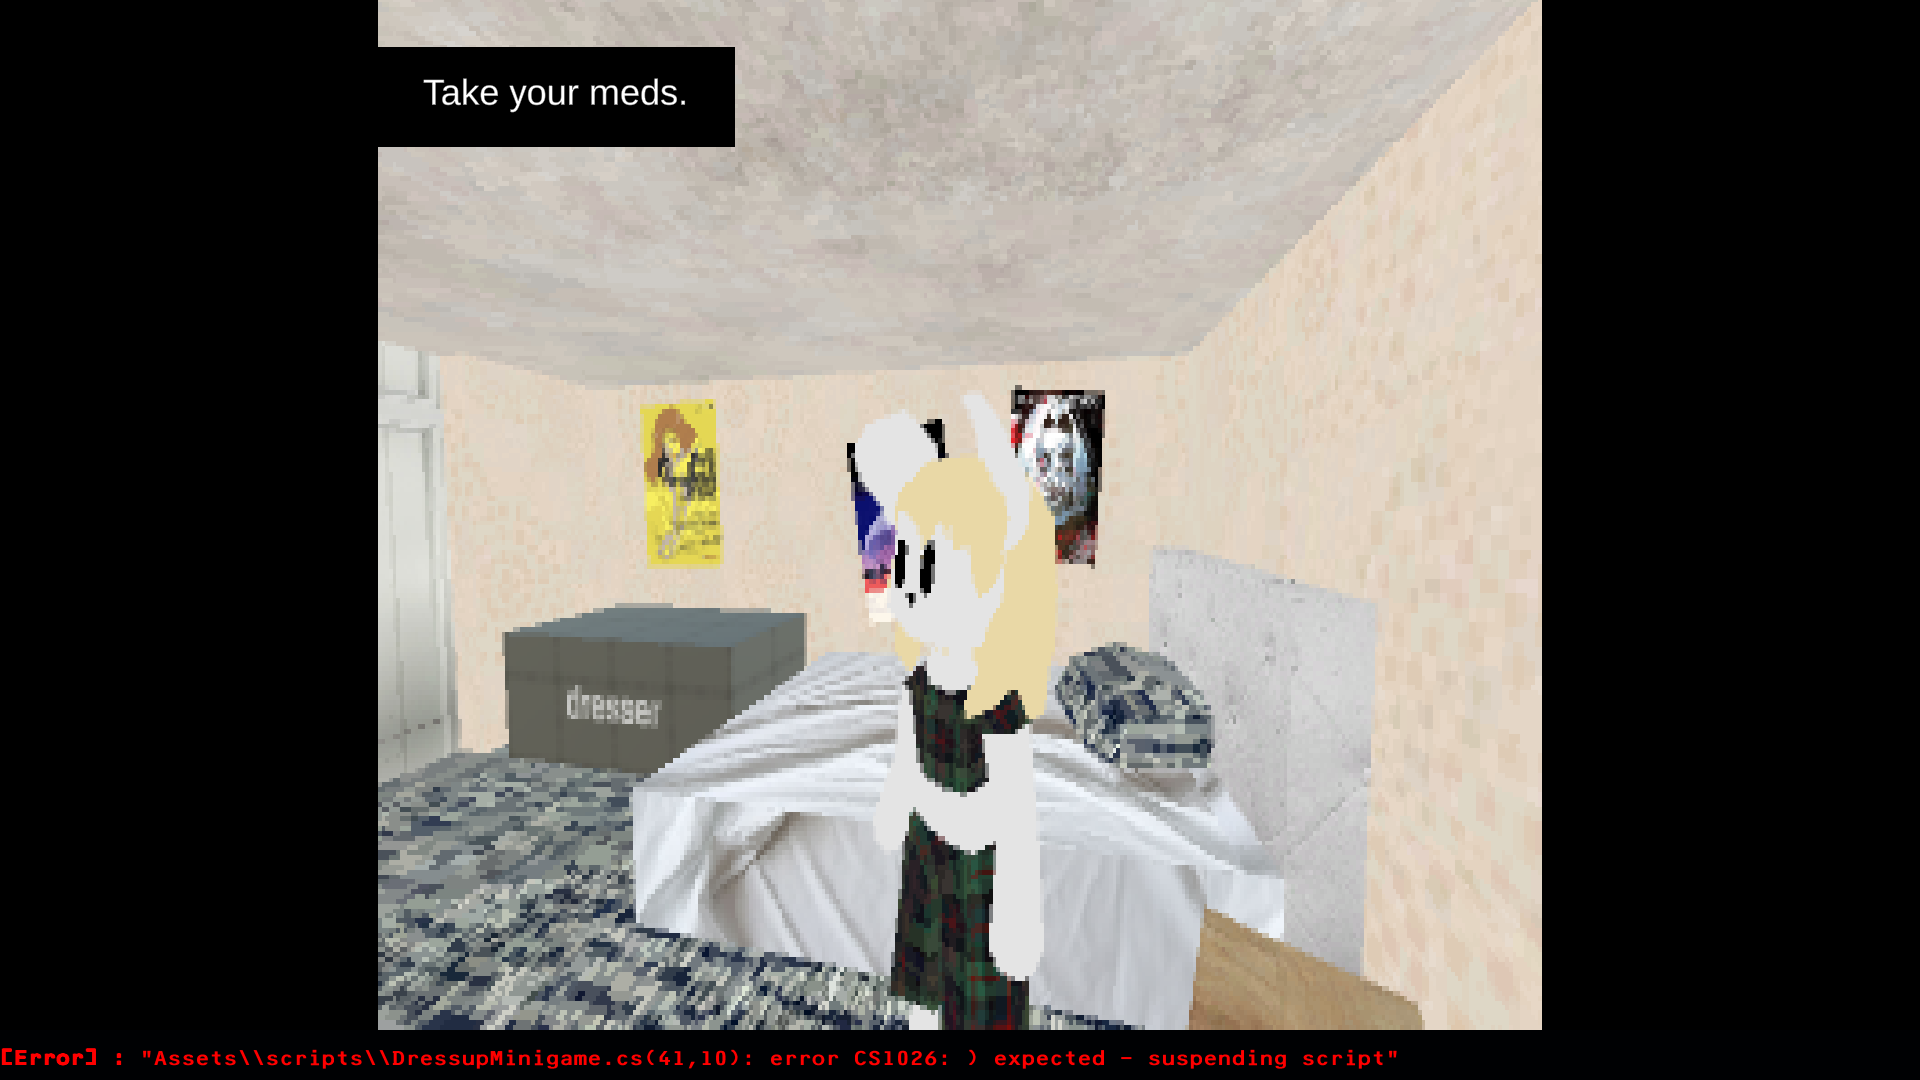 Take your meds.
dresser
[Error] : "Assets\\scripts\\DressupMinigame.cs(41,10): error CS1026: ) expected - suspending script"